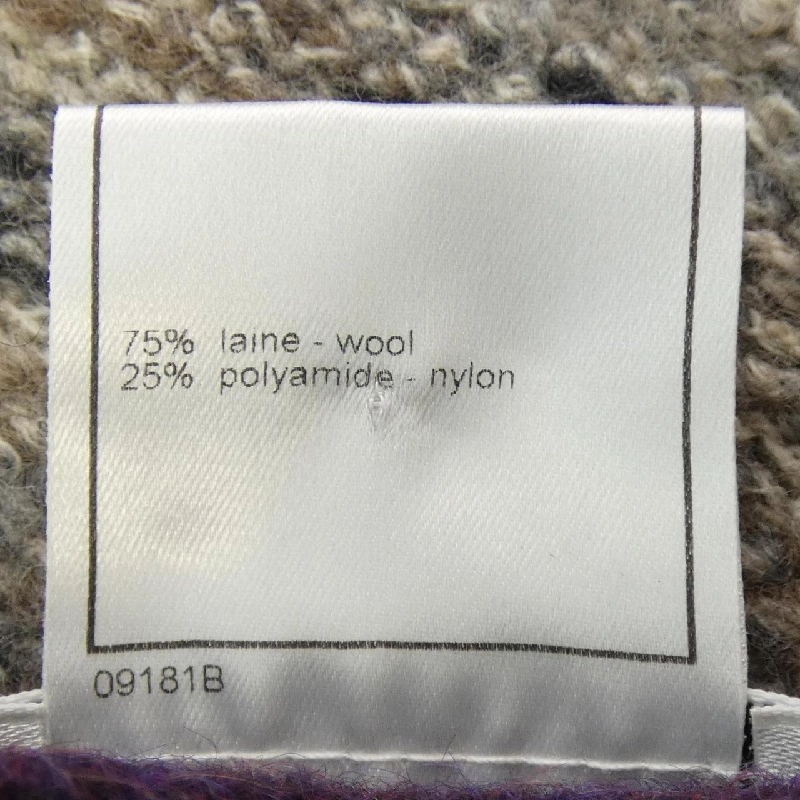 75% laine - wool
25% polyamide - nylon
09181B